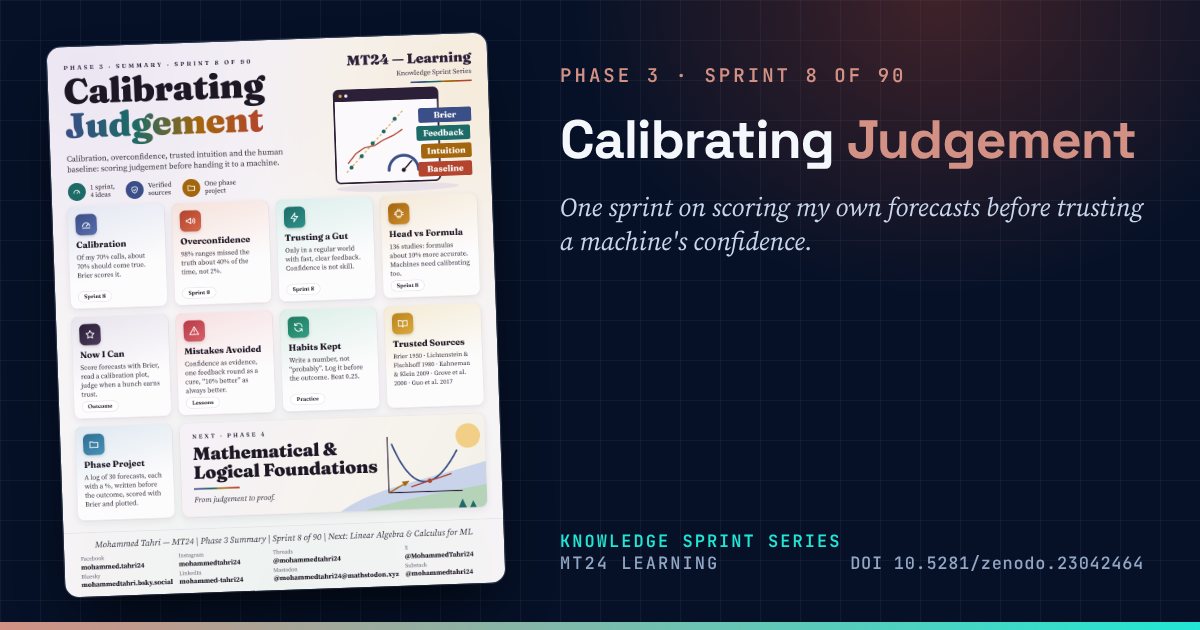 PHASE 3 · SUMMARY · SPRINT 8 OF 90
Calibrating
Judgement
Calibration, overconfidence, trusted intuition and the human
baseline: scoring judgement before handing it to a machine.
1 sprint,
4 ideas
Verified
sources
One phase
project
MT24 — Learning
Knowledge Sprint Series
Brier
Feedback
Intuition
Baseline
Calibration
Of my 70% calls, about
70% should come true.
Brier scores it.
Sprint 8
Overconfidence
98% ranges missed the
truth about 40% of the
time, not 2%.
Sprint 8
Trusting a Gut
Only in a regular world
with fast, clear feedback.
Confidence is not skill.
Sprint 8
Head vs Formula
136 studies: formulas
about 10% more accurate.
Machines need calibrating
too.
Sprint 8
Now I Can
Score forecasts with Brier,
read a calibration plot,
judge when a hunch earns
trust.
Outcome
Mistakes Avoided
Confidence as evidence,
one feedback round as a
cure, "10% better" as
always better.
Lessons
Habits Kept
Write a number, not
"probably". Log it before
the outcome. Beat 0.25.
Practice
Trusted Sources
Brier 1950 · Lichtenstein &
Fischhoff 1980 · Kahneman
& Klein 2009 · Grove et al.
2000 · Guo et al. 2017
Phase Project
A log of 30 forecasts, each
with a %, written before
the outcome, scored with
Brier and plotted.
NEXT · PHASE 4
Mathematical &
Logical Foundations
From judgement to proof.
Mohammed Tahri — MT24 | Phase 3 Summary | Sprint 8 of 90 | Next: Linear Algebra & Calculus for ML
Facebook
mohammed.tahri24
Instagram
mohammedtahri24
Threads
@mohammedtahri24
X
@MohammedTahri24
Bluesky
mohammedtahri.bsky.social
LinkedIn
mohammed-tahri24
Mastodon
@mohammedtahri24@mathstodon.xyz
Substack
@mohammedtahri24
PHASE 3 · SPRINT 8 OF 90
Calibrating Judgement
One sprint on scoring my own forecasts before trusting
a machine's confidence.
KNOWLEDGE SPRINT SERIES
MT24 LEARNING
DOI 10.5281/zenodo.23042464